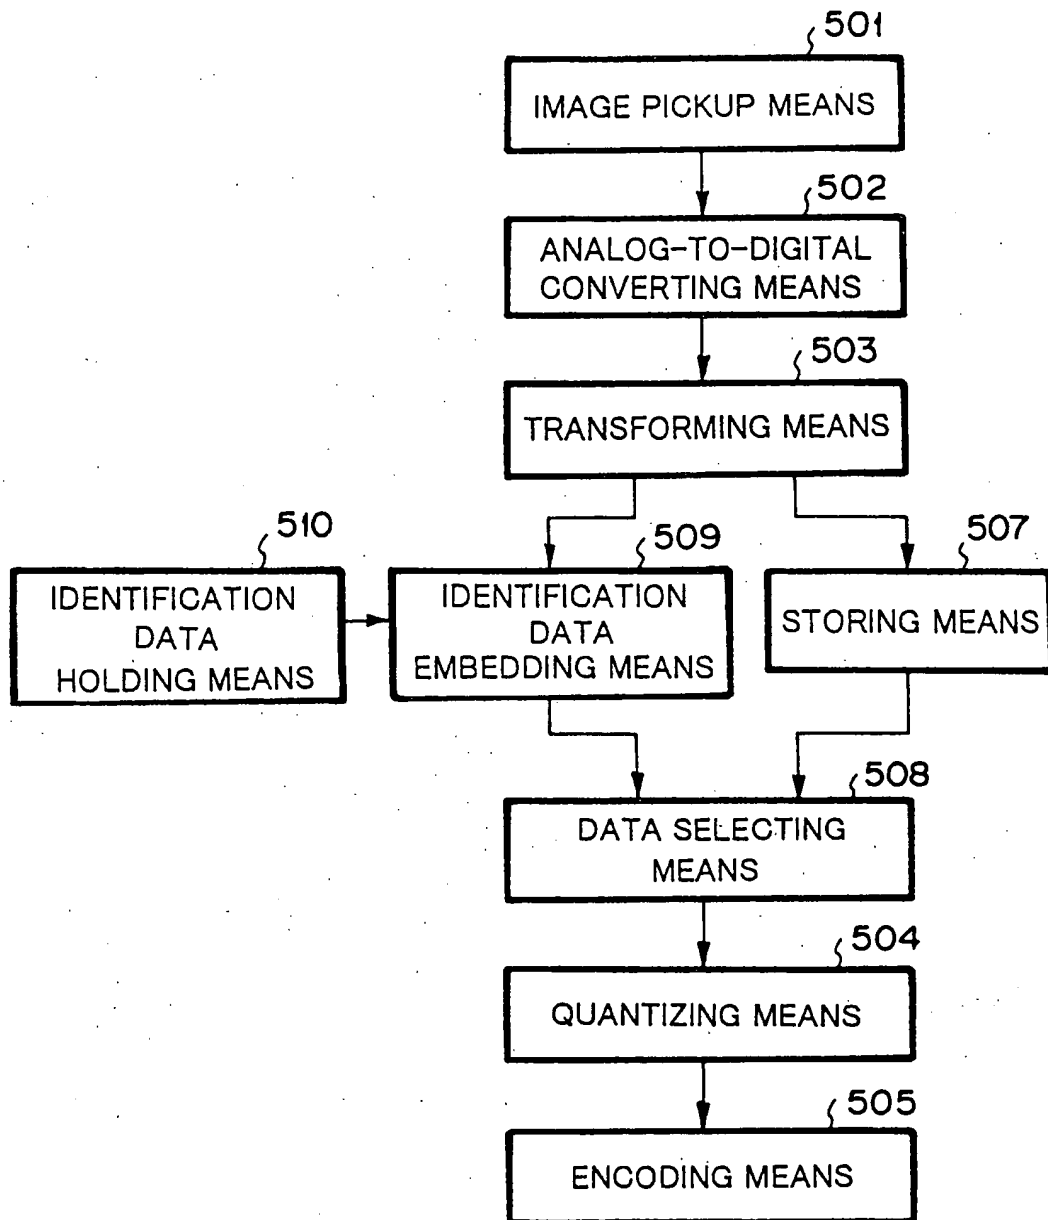 501
IMAGE PICKUP MEANS
502
ANALOG-TO-DIGITAL
CONVERTING MEANS
503
TRANSFORMING MEANS
510
IDENTIFICATION
DATA
HOLDING MEANS
509
IDENTIFICATION
DATA
EMBEDDING MEANS
507
STORING MEANS
508
DATA SELECTING
MEANS
504
QUANTIZING MEANS
505
ENCODING MEANS